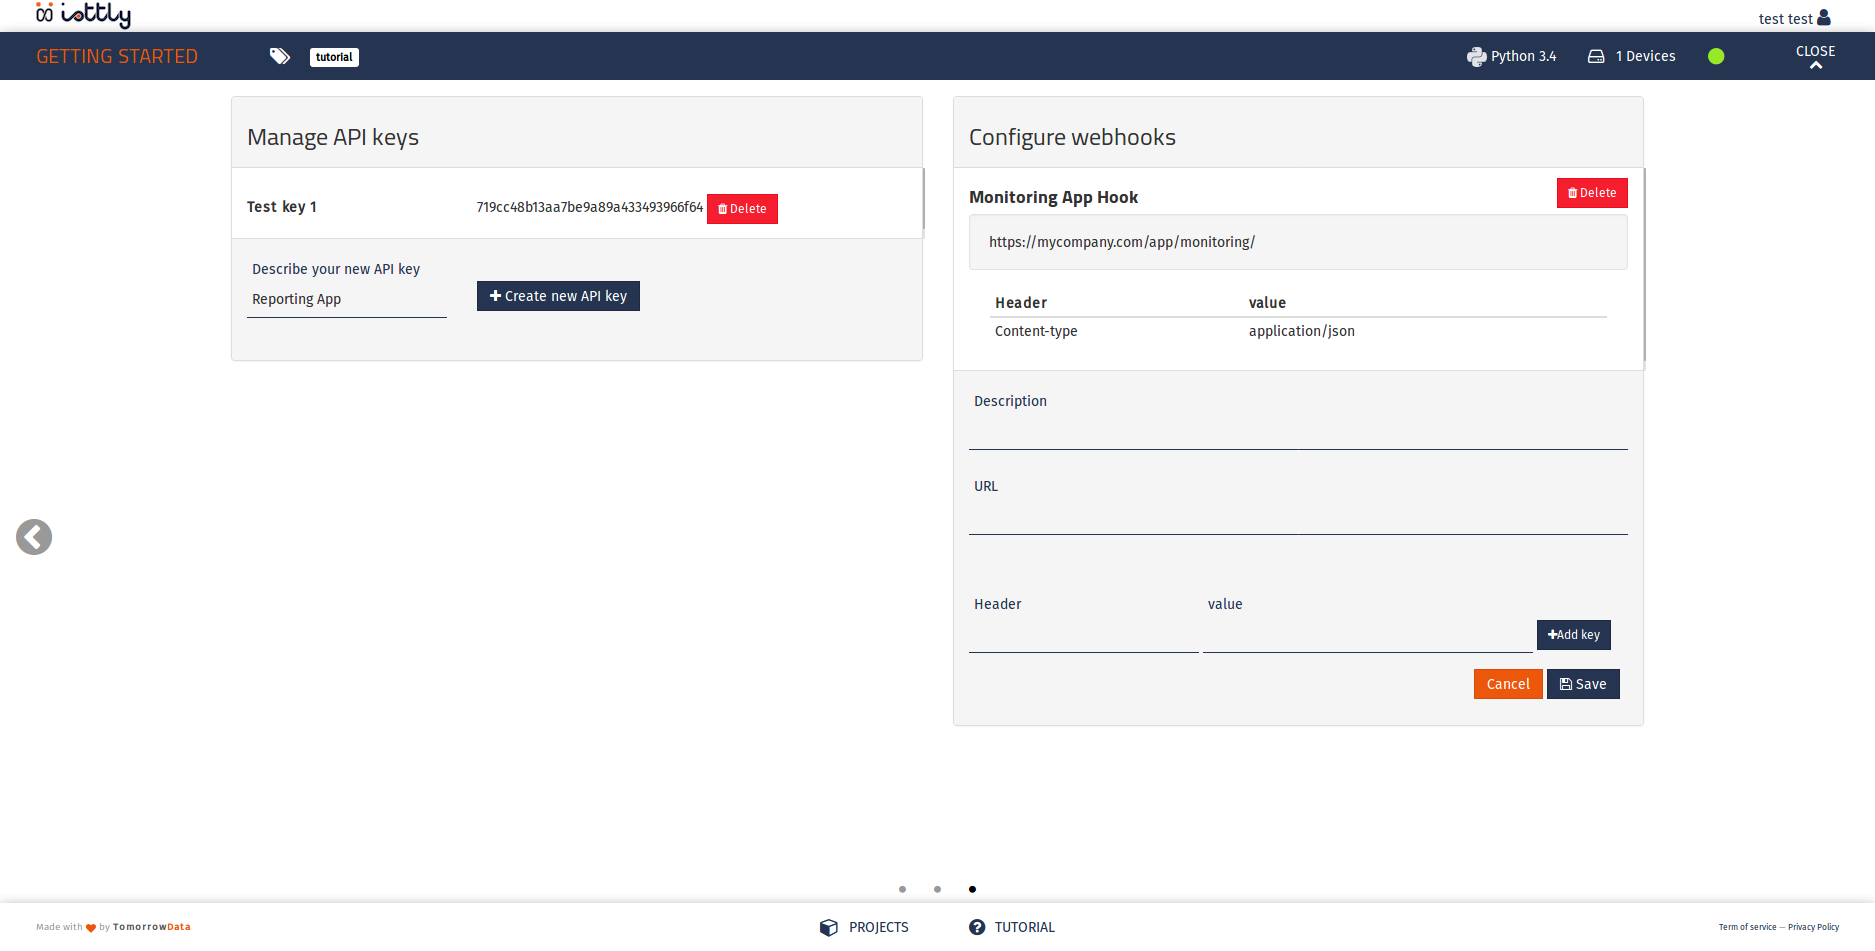 iottly
test test
GETTING STARTED
tutorial
Python 3.4
1 Devices
CLOSE
Manage API keys
Test key 1
719cc48b13aa7be9a89a433493966f64
Delete
Describe your new API key
Reporting App
Create new API key
Configure webhooks
Monitoring App Hook
Delete
https://mycompany.com/app/monitoring/
Header value
Content-type application/json
Description
URL
Header value
Add key
Cancel
Save
Made with by TomorrowData
PROJECTS
TUTORIAL
Term of service — Privacy Policy